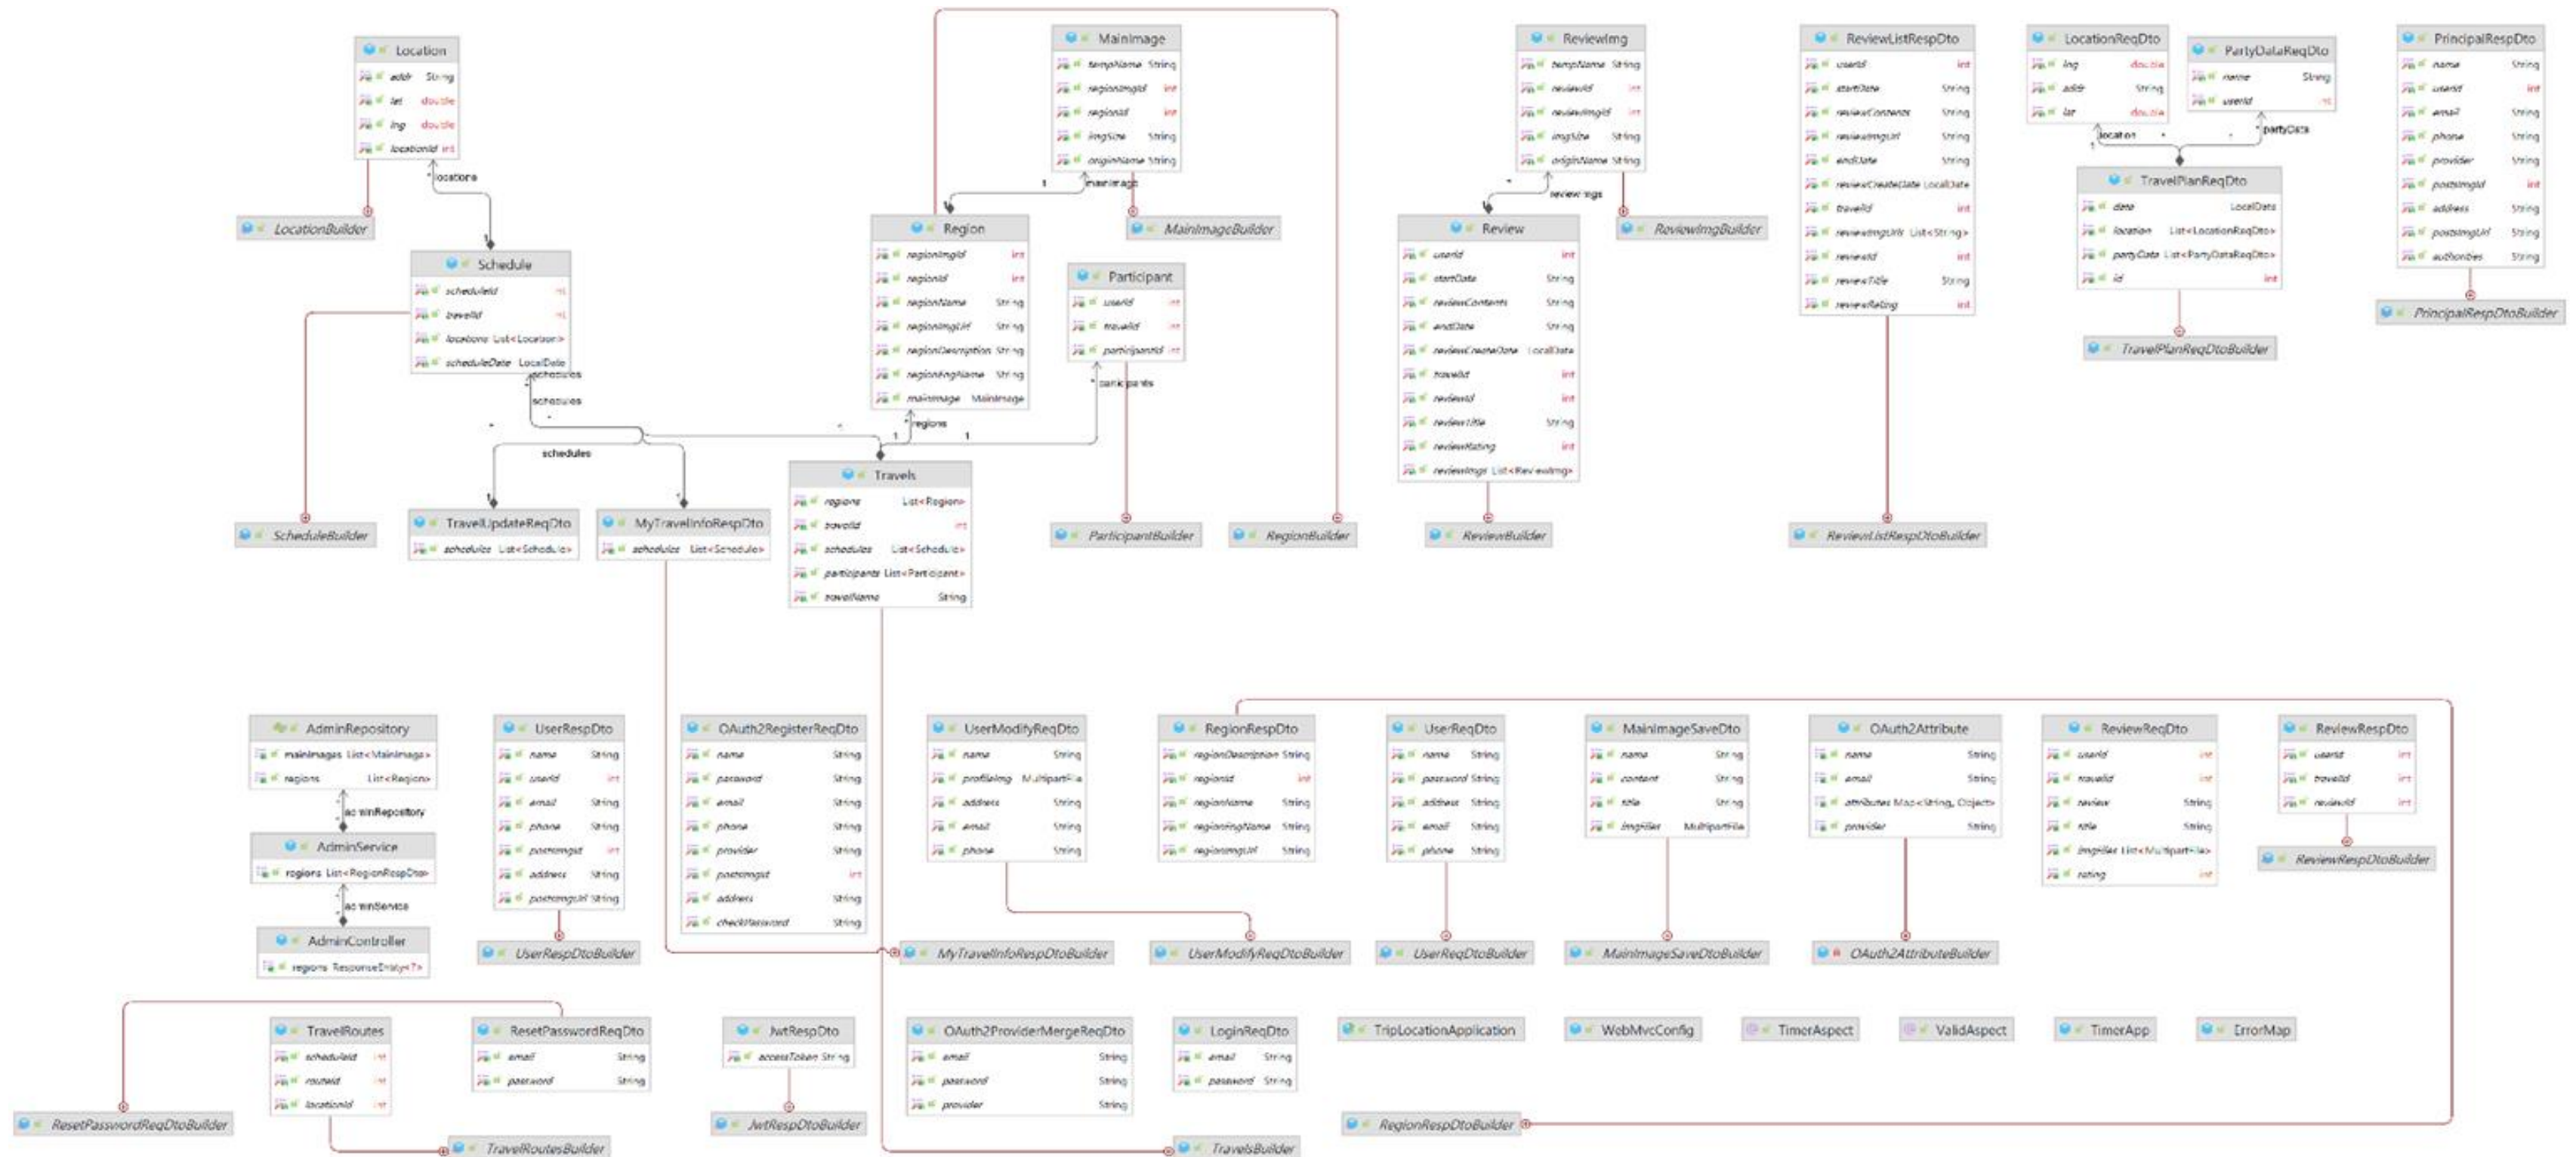 Location
addr String
lat double
lng double
locationId int
locations
LocationBuilder
MainImage
tempName String
regionImgId int
regionId int
imgSize String
originName String
1 mainImage
MainImageBuilder
ReviewImg
tempName String
reviewId int
reviewImgId int
imgSize String
originName String
reviewImgs
ReviewImgBuilder
ReviewListRespDto
userId int
startDate String
reviewContents String
reviewImgUrl String
endDate String
reviewCreateDate LocalDate
travelId int
reviewImgUrls List<String>
reviewId int
reviewTitle String
reviewRating int
ReviewListRespDtoBuilder
LocationReqDto
lng double
addr String
lat double
PartyDataReqDto
name String
userId int
location
1
partyData
TravelPlanReqDto
date LocalDate
location List<LocationReqDto>
partyData List<PartyDataReqDto>
id int
TravelPlanReqDtoBuilder
PrincipalRespDto
name String
userId int
email String
phone String
provider String
postsImgId int
address String
postsImgUrl String
authorities String
PrincipalRespDtoBuilder
1
Schedule
scheduleId int
travelId int
locations List<Location>
scheduleDate LocalDate
schedules
schedules
schedules
ScheduleBuilder
Region
regionImgId int
regionId int
regionName String
regionImgUrl String
regionDescription String
regionEngName String
mainImage MainImage
regions
1
1
Participant
userId int
travelId int
participantId int
participants
ParticipantBuilder
RegionBuilder
Review
userId int
startDate String
reviewContents String
endDate String
reviewCreateDate LocalDate
travelId int
reviewId int
reviewTitle String
reviewRating int
reviewImgs List<ReviewImg>
ReviewBuilder
1
TravelUpdateReqDto
schedules List<Schedule>
1
MyTravelInfoRespDto
schedules List<Schedule>
Travels
regions List<Region>
travelId int
schedules List<Schedule>
participants List<Participant>
travelName String
AdminRepository
mainImages List<MainImage>
regions List<Region>
adminRepository
AdminService
regions List<RegionRespDto>
adminService
AdminController
regions ResponseEntity<?>
UserRespDto
name String
userId int
email String
phone String
postsImgId int
address String
postsImgUrl String
UserRespDtoBuilder
OAuth2RegisterReqDto
name String
password String
email String
phone String
provider String
postsImgId int
address String
checkPassword String
UserModifyReqDto
name String
profileImg MultipartFile
address String
email String
phone String
MyTravelInfoRespDtoBuilder
UserModifyReqDtoBuilder
RegionRespDto
regionDescription String
regionId int
regionName String
regionEngName String
regionImgUrl String
UserReqDto
name String
password String
address String
email String
phone String
UserReqDtoBuilder
MainImageSaveDto
name String
content String
title String
imgFiles MultipartFile
MainImageSaveDtoBuilder
OAuth2Attribute
name String
email String
attributes Map<String, Object>
provider String
OAuth2AttributeBuilder
ReviewReqDto
userId int
travelId int
review String
title String
imgFiles List<MultipartFile>
rating int
ReviewRespDto
userId int
travelId int
reviewId int
ReviewRespDtoBuilder
TravelRoutes
scheduleId int
routeId int
locationId int
ResetPasswordReqDto
email String
password String
JwtRespDto
accessToken String
OAuth2ProviderMergeReqDto
email String
password String
provider String
LoginReqDto
email String
password String
TripLocationApplication
WebMvcConfig
TimerAspect
ValidAspect
TimerApp
ErrorMap
ResetPasswordReqDtoBuilder
TravelRoutesBuilder
JwtRespDtoBuilder
TravelsBuilder
RegionRespDtoBuilder